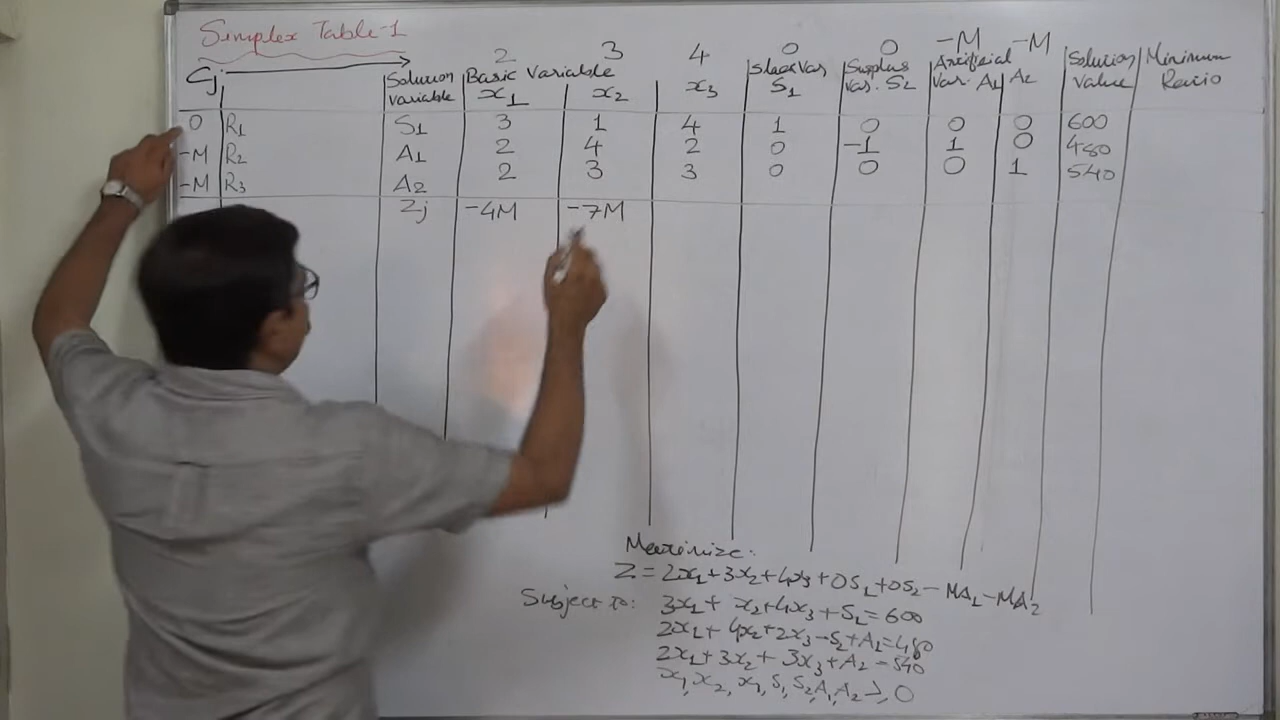 Simplex Table-1
2 3 4 0 0 -M -M
Cj Solution Variable Basic Variable Slack Var Surplus Var. Artificial Var. Solution Value Minimum Ratio
x1 x2 x3 S1 S2 A1 A2
0 R1 S1 3 1 4 1 0 0 0 600
-M R2 A1 2 4 2 0 -1 1 0 480
-M R3 A2 2 3 3 0 0 0 1 540
Zj -4M -7M
Maximize:
Z = 2x1+3x2+4x3+0S1+0S2-MA1-MA2
Subject to: 3x1+x2+4x3+S1=600
2x1+4x2+2x3-S2+A1=480
2x1+3x2+3x3+A2=540
x1,x2,x3,S1,S2,A1,A2 ≥ 0